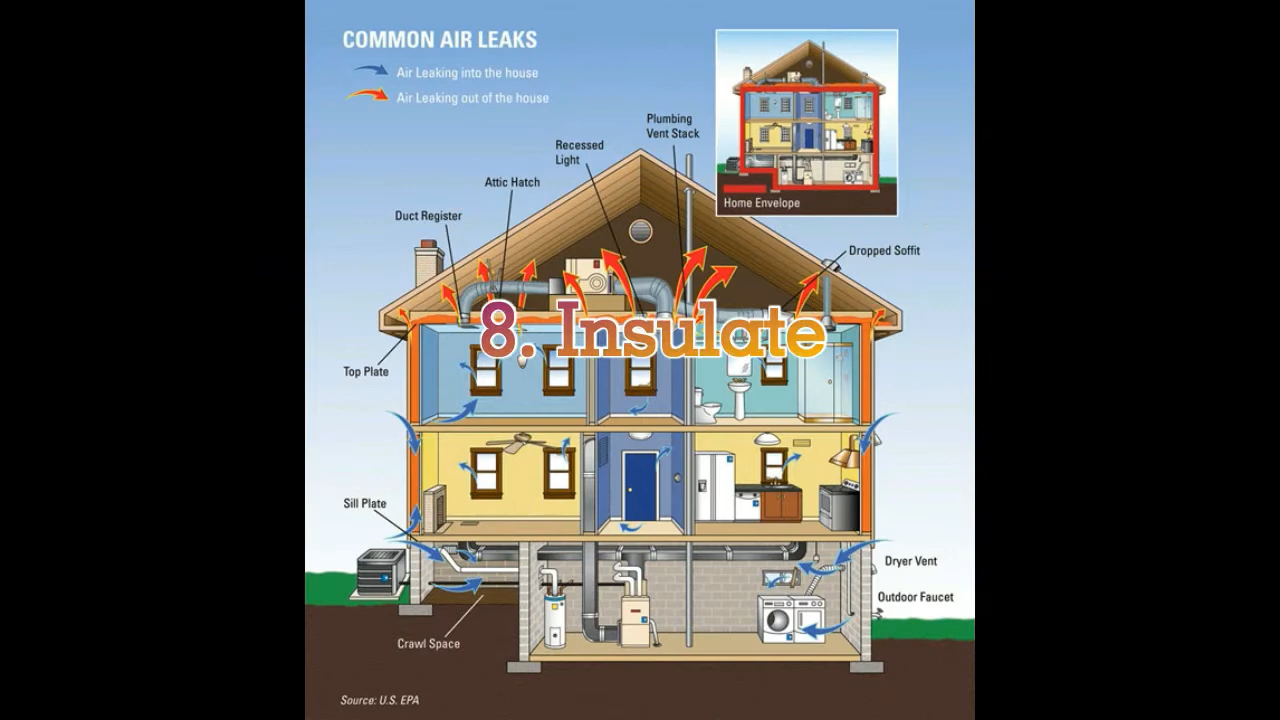 COMMON AIR LEAKS
Air Leaking into the house
Air Leaking out of the house
Plumbing
Vent Stack
Recessed
Light
Attic Hatch
Duct Register
Home Envelope
Dropped Soffit
8. Insulate
Top Plate
Sill Plate
Dryer Vent
Outdoor Faucet
Crawl Space
Source: U.S. EPA